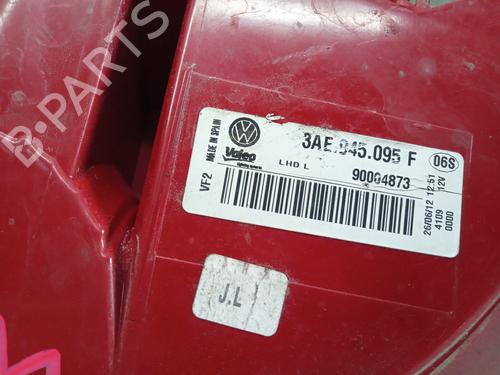 MADE IN SPAIN
Valeo
VF2
3AE.945.095 F
06S
LHD L
90004873
26/06/12 12:51
4109 12V
0000
J.L